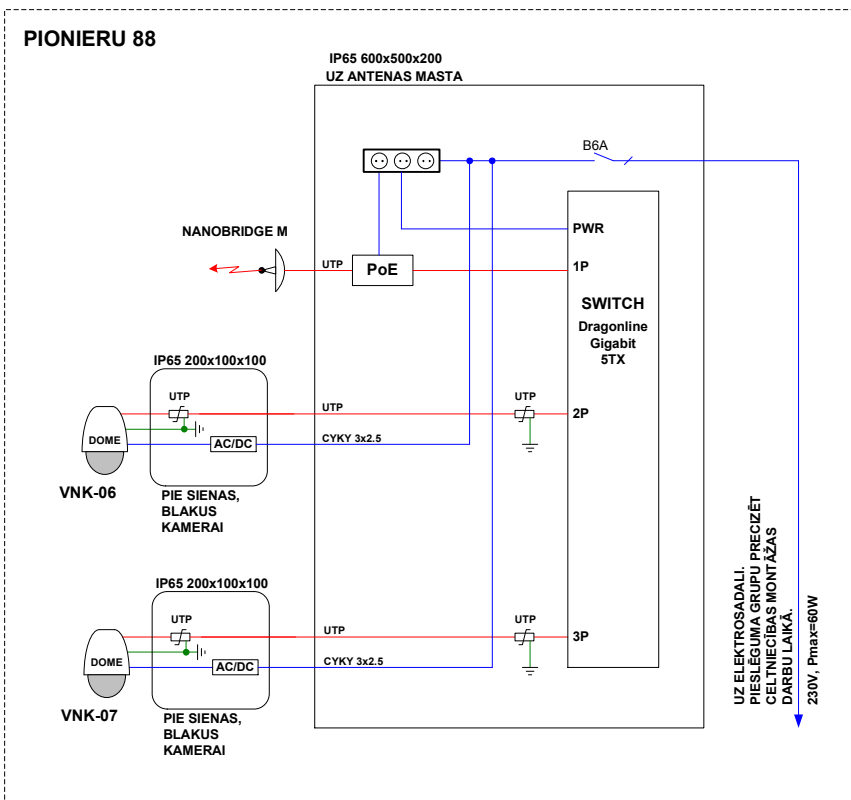 PIONIERU 88
IP65 600x500x200
UZ ANTENAS MASTA
B6A
NANOBRIDGE M
UTP
PoE
PWR
1P
SWITCH
Dragonline
Gigabit
5TX
IP65 200x100x100
UTP
UTP
UTP
2P
DOME
AC/DC
CYKY 3x2.5
VNK-06
PIE SIENAS,
BLAKUS
KAMERAI
IP65 200x100x100
UTP
UTP
UTP
3P
DOME
AC/DC
CYKY 3x2.5
VNK-07
PIE SIENAS,
BLAKUS
KAMERAI
UZ ELEKTROSADALI.
PIESLĒGUMA GRUPU PRECIZĒT
CELTNIECĪBAS MONTĀŽAS
DARBU LAIKĀ.
230V, Pmax=60W